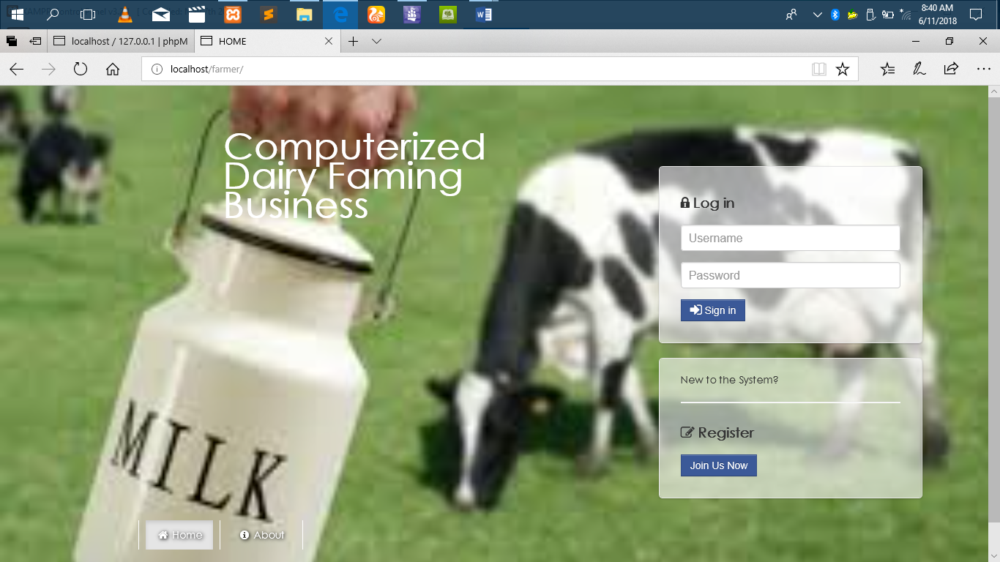 8:40 AM
6/11/2018
localhost / 127.0.0.1 | phpM
HOME
localhost/farmer/
Computerized
Dairy Faming
Business
Log in
Username
Password
Sign in
New to the System?
Register
Join Us Now
MILK
Home
About